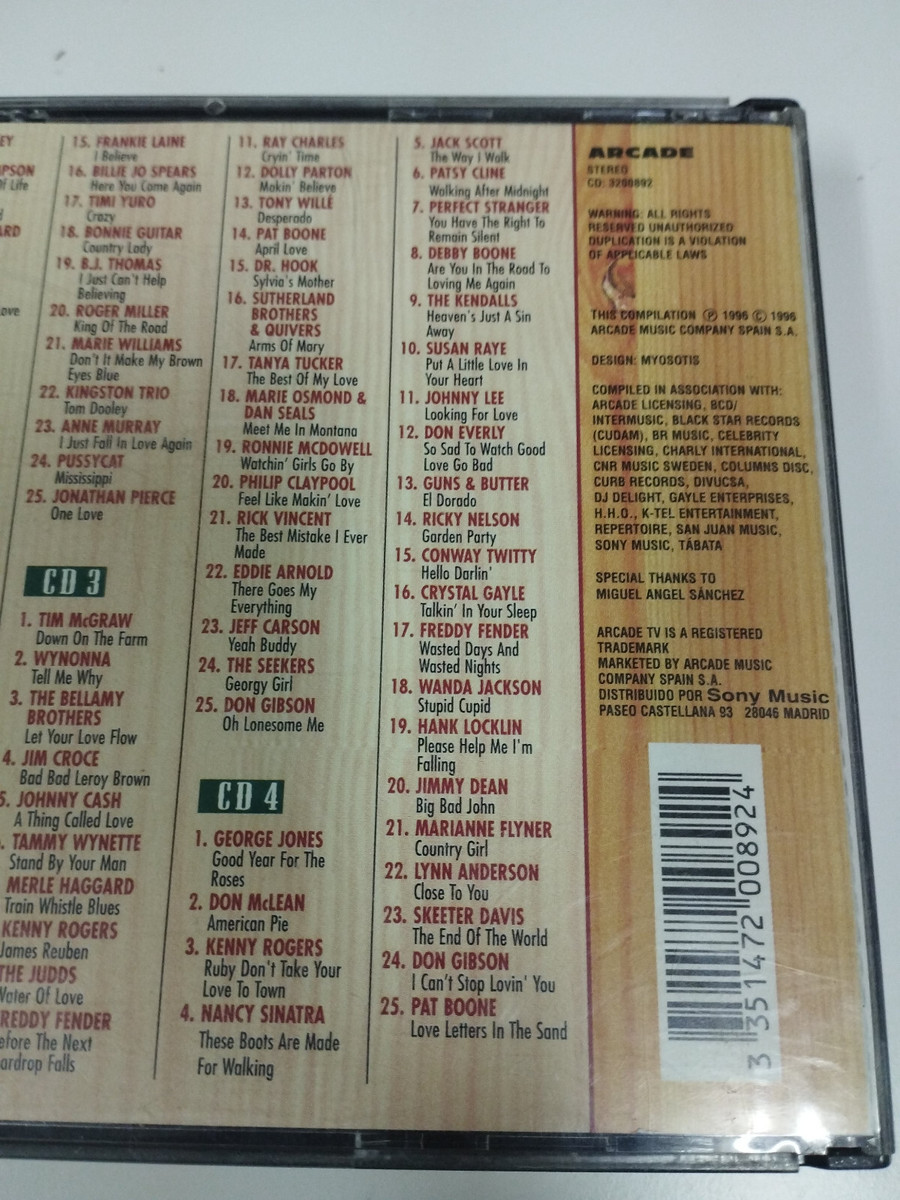 EY
PSON
Of Life
ARD
ove
15. FRANKIE LAINE
I Believe
16. BILLIE JO SPEARS
Here You Come Again
17. TIMI YURO
Crazy
18. BONNIE GUITAR
Country Lady
19. B.J. THOMAS
I Just Can't Help
Believing
20. ROGER MILLER
King Of The Road
21. MARIE WILLIAMS
Don't It Make My Brown
Eyes Blue
22. KINGSTON TRIO
Tom Dooley
23. ANNE MURRAY
I Just Fall In Love Again
24. PUSSYCAT
Mississippi
25. JONATHAN PIERCE
One Love
CD 3
1. TIM McGRAW
Down On The Farm
2. WYNONNA
Tell Me Why
3. THE BELLAMY
BROTHERS
Let Your Love Flow
4. JIM CROCE
Bad Bad Leroy Brown
5. JOHNNY CASH
A Thing Called Love
. TAMMY WYNETTE
Stand By Your Man
MERLE HAGGARD
Train Whistle Blues
KENNY ROGERS
James Reuben
THE JUDDS
Water Of Love
REDDY FENDER
efore The Next
ardrop Falls
11. RAY CHARLES
Cryin' Time
12. DOLLY PARTON
Makin' Believe
13. TONY WILLÉ
Desperado
14. PAT BOONE
April Love
15. DR. HOOK
Sylvia's Mother
16. SUTHERLAND
BROTHERS
& QUIVERS
Arms Of Mary
17. TANYA TUCKER
The Best Of My Love
18. MARIE OSMOND &
DAN SEALS
Meet Me In Montana
19. RONNIE MCDOWELL
Watchin' Girls Go By
20. PHILIP CLAYPOOL
Feel Like Makin' Love
21. RICK VINCENT
The Best Mistake I Ever
Made
22. EDDIE ARNOLD
There Goes My
Everything
23. JEFF CARSON
Yeah Buddy
24. THE SEEKERS
Georgy Girl
25. DON GIBSON
Oh Lonesome Me
CD 4
1. GEORGE JONES
Good Year For The
Roses
2. DON McLEAN
American Pie
3. KENNY ROGERS
Ruby Don't Take Your
Love To Town
4. NANCY SINATRA
These Boots Are Made
For Walking
5. JACK SCOTT
The Way I Walk
6. PATSY CLINE
Walking After Midnight
7. PERFECT STRANGER
You Have The Right To
Remain Silent
8. DEBBY BOONE
Are You In The Road To
Loving Me Again
9. THE KENDALLS
Heaven's Just A Sin
Away
10. SUSAN RAYE
Put A Little Love In
Your Heart
11. JOHNNY LEE
Looking For Love
12. DON EVERLY
So Sad To Watch Good
Love Go Bad
13. GUNS & BUTTER
El Dorado
14. RICKY NELSON
Garden Party
15. CONWAY TWITTY
Hello Darlin'
16. CRYSTAL GAYLE
Talkin' In Your Sleep
17. FREDDY FENDER
Wasted Days And
Wasted Nights
18. WANDA JACKSON
Stupid Cupid
19. HANK LOCKLIN
Please Help Me I'm
Falling
20. JIMMY DEAN
Big Bad John
21. MARIANNE FLYNER
Country Girl
22. LYNN ANDERSON
Close To You
23. SKEETER DAVIS
The End Of The World
24. DON GIBSON
I Can't Stop Lovin' You
25. PAT BOONE
Love Letters In The Sand
ARCADE
STEREO
CD: 3200892
WARNING: ALL RIGHTS
RESERVED UNAUTHORIZED
DUPLICATION IS A VIOLATION
OF APPLICABLE LAWS
THIS COMPILATION Ⓟ 1996 © 1996
ARCADE MUSIC COMPANY SPAIN S.A.
DESIGN: MYOSOTIS
COMPILED IN ASSOCIATION WITH:
ARCADE LICENSING, BCD/
INTERMUSIC, BLACK STAR RECORDS
(CUDAM), BR MUSIC, CELEBRITY
LICENSING, CHARLY INTERNATIONAL,
CNR MUSIC SWEDEN, COLUMNS DISC,
CURB RECORDS, DIVUCSA,
DJ DELIGHT, GAYLE ENTERPRISES,
H.H.O., K-TEL ENTERTAINMENT,
REPERTOIRE, SAN JUAN MUSIC,
SONY MUSIC, TÁBATA
SPECIAL THANKS TO
MIGUEL ANGEL SÁNCHEZ
ARCADE TV IS A REGISTERED
TRADEMARK
MARKETED BY ARCADE MUSIC
COMPANY SPAIN S.A.
DISTRIBUIDO POR Sony Music
PASEO CASTELLANA 93 28046 MADRID
3 351472 008924